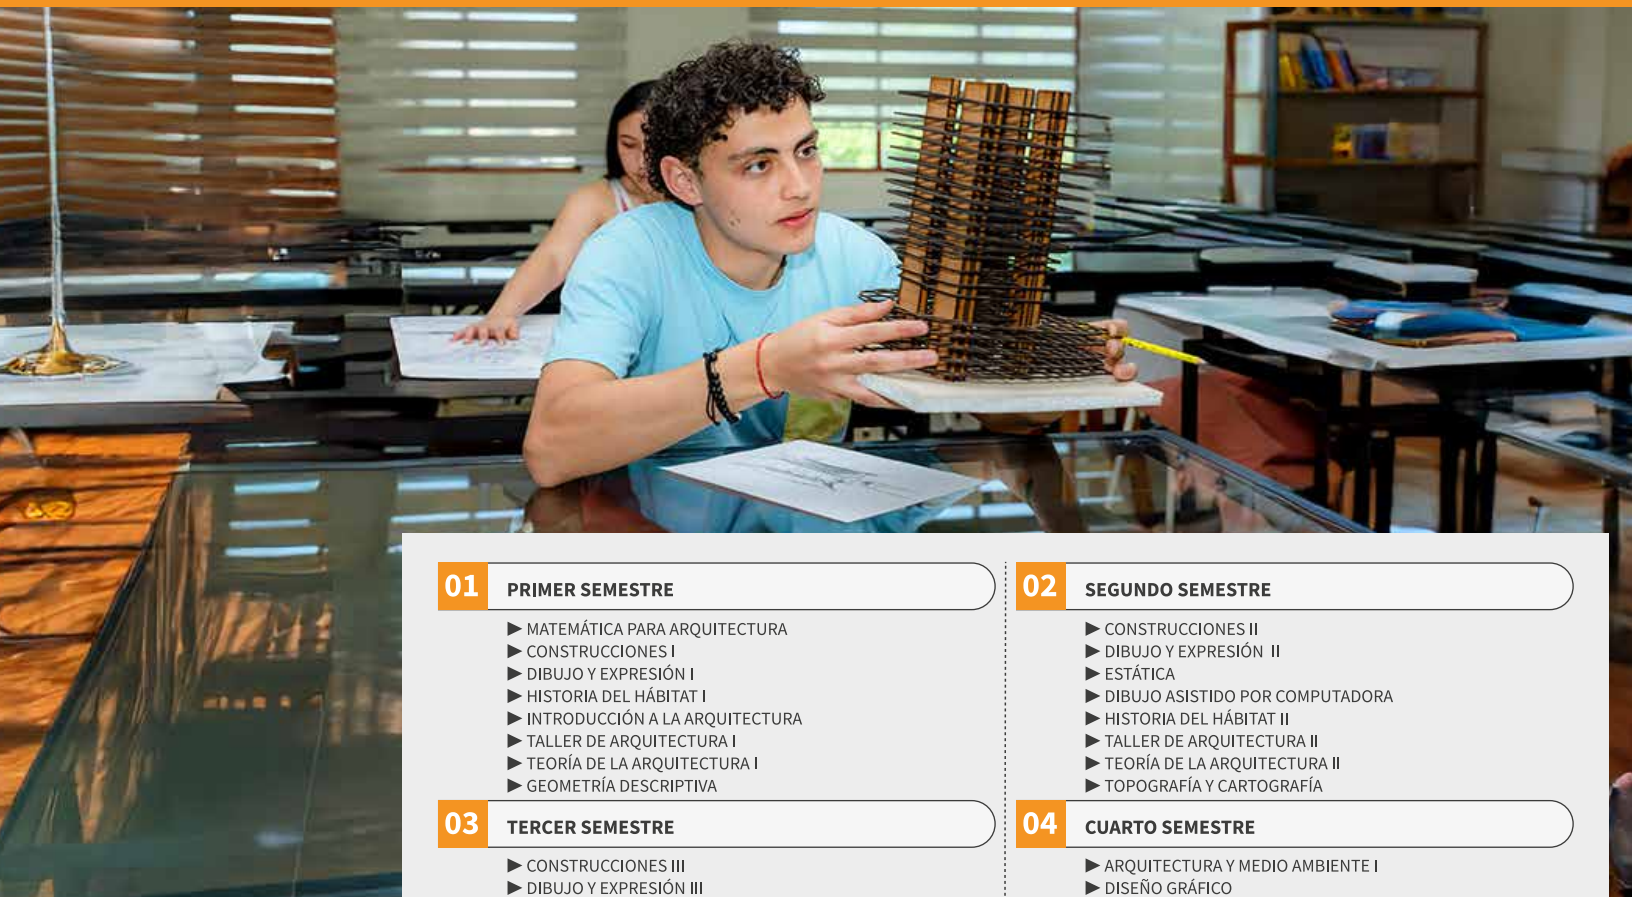 01 PRIMER SEMESTRE
▶ MATEMÁTICA PARA ARQUITECTURA
▶ CONSTRUCCIONES I
▶ DIBUJO Y EXPRESIÓN I
▶ HISTORIA DEL HÁBITAT I
▶ INTRODUCCIÓN A LA ARQUITECTURA
▶ TALLER DE ARQUITECTURA I
▶ TEORÍA DE LA ARQUITECTURA I
▶ GEOMETRÍA DESCRIPTIVA
02 SEGUNDO SEMESTRE
▶ CONSTRUCCIONES II
▶ DIBUJO Y EXPRESIÓN II
▶ ESTÁTICA
▶ DIBUJO ASISTIDO POR COMPUTADORA
▶ HISTORIA DEL HÁBITAT II
▶ TALLER DE ARQUITECTURA II
▶ TEORÍA DE LA ARQUITECTURA II
▶ TOPOGRAFÍA Y CARTOGRAFÍA
03 TERCER SEMESTRE
▶ CONSTRUCCIONES III
▶ DIBUJO Y EXPRESIÓN III
04 CUARTO SEMESTRE
▶ ARQUITECTURA Y MEDIO AMBIENTE I
▶ DISEÑO GRÁFICO